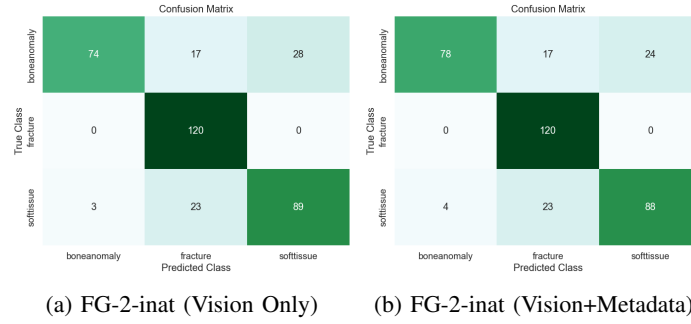 Confusion Matrix
boneanomaly 74 17 28
True Class
fracture 0 120 0
softtissue 3 23 89
boneanomaly fracture softtissue
Predicted Class
(a) FG-2-inat (Vision Only)
Confusion Matrix
boneanomaly 78 17 24
True Class
fracture 0 120 0
softtissue 4 23 88
boneanomaly fracture softtissue
Predicted Class
(b) FG-2-inat (Vision+Metadata)